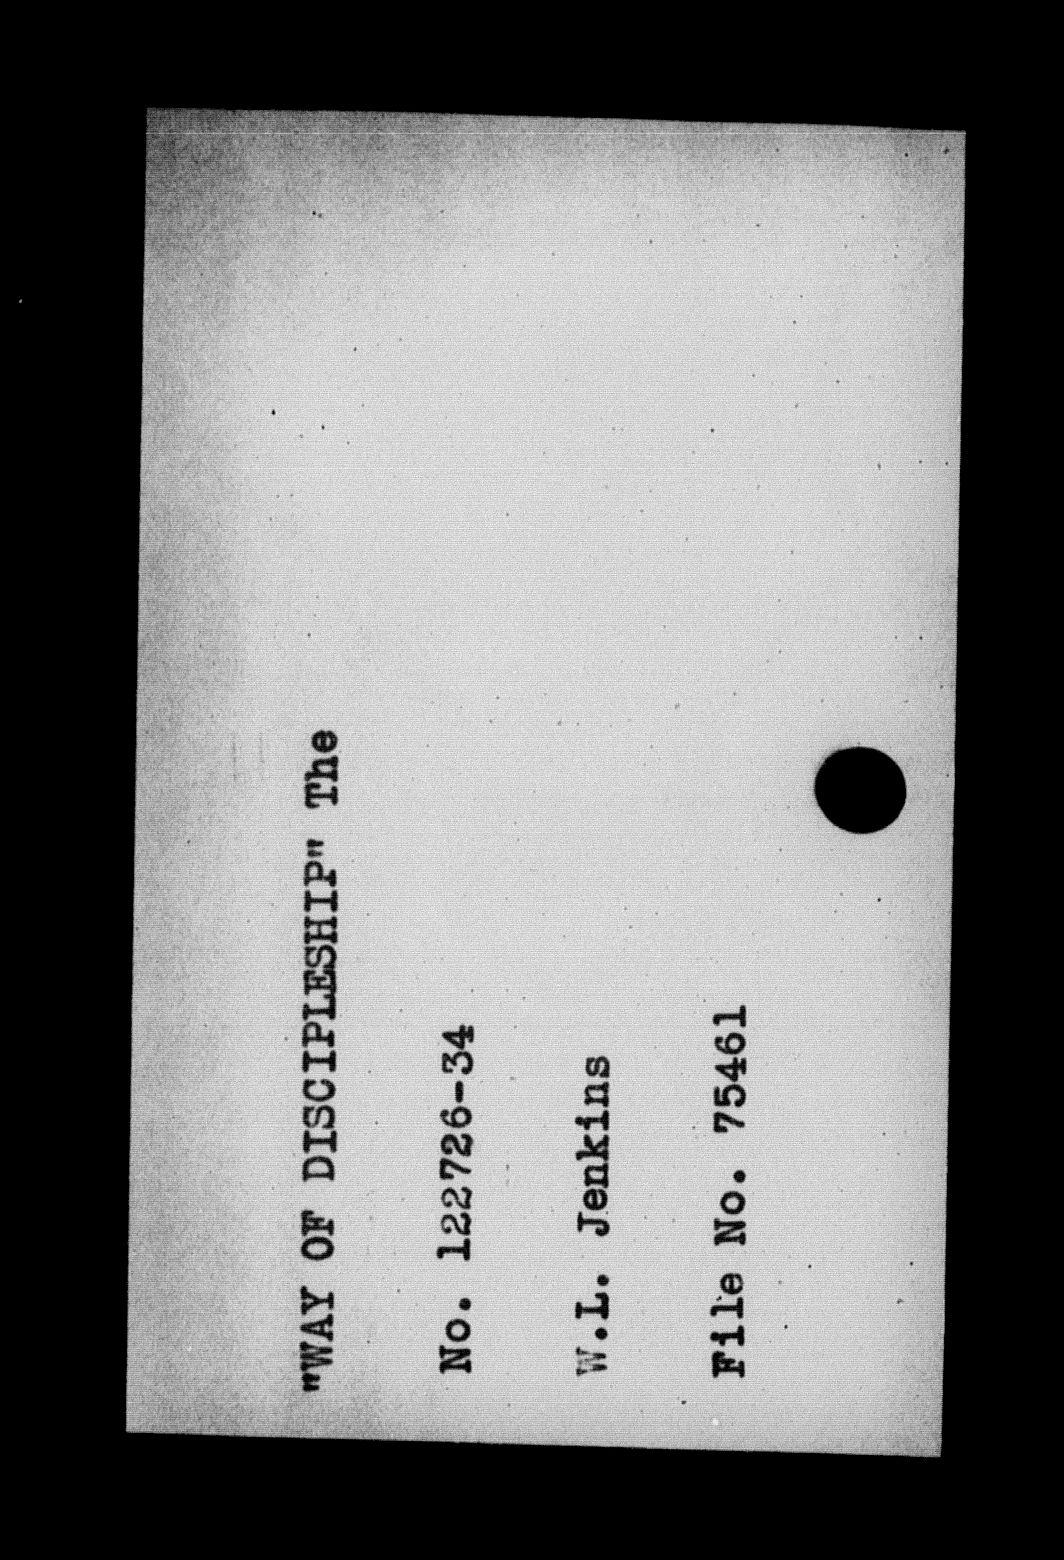 "WAY OF DISCIPLESHIP" The
No. 122726-34
W.L. Jenkins
File No. 75461